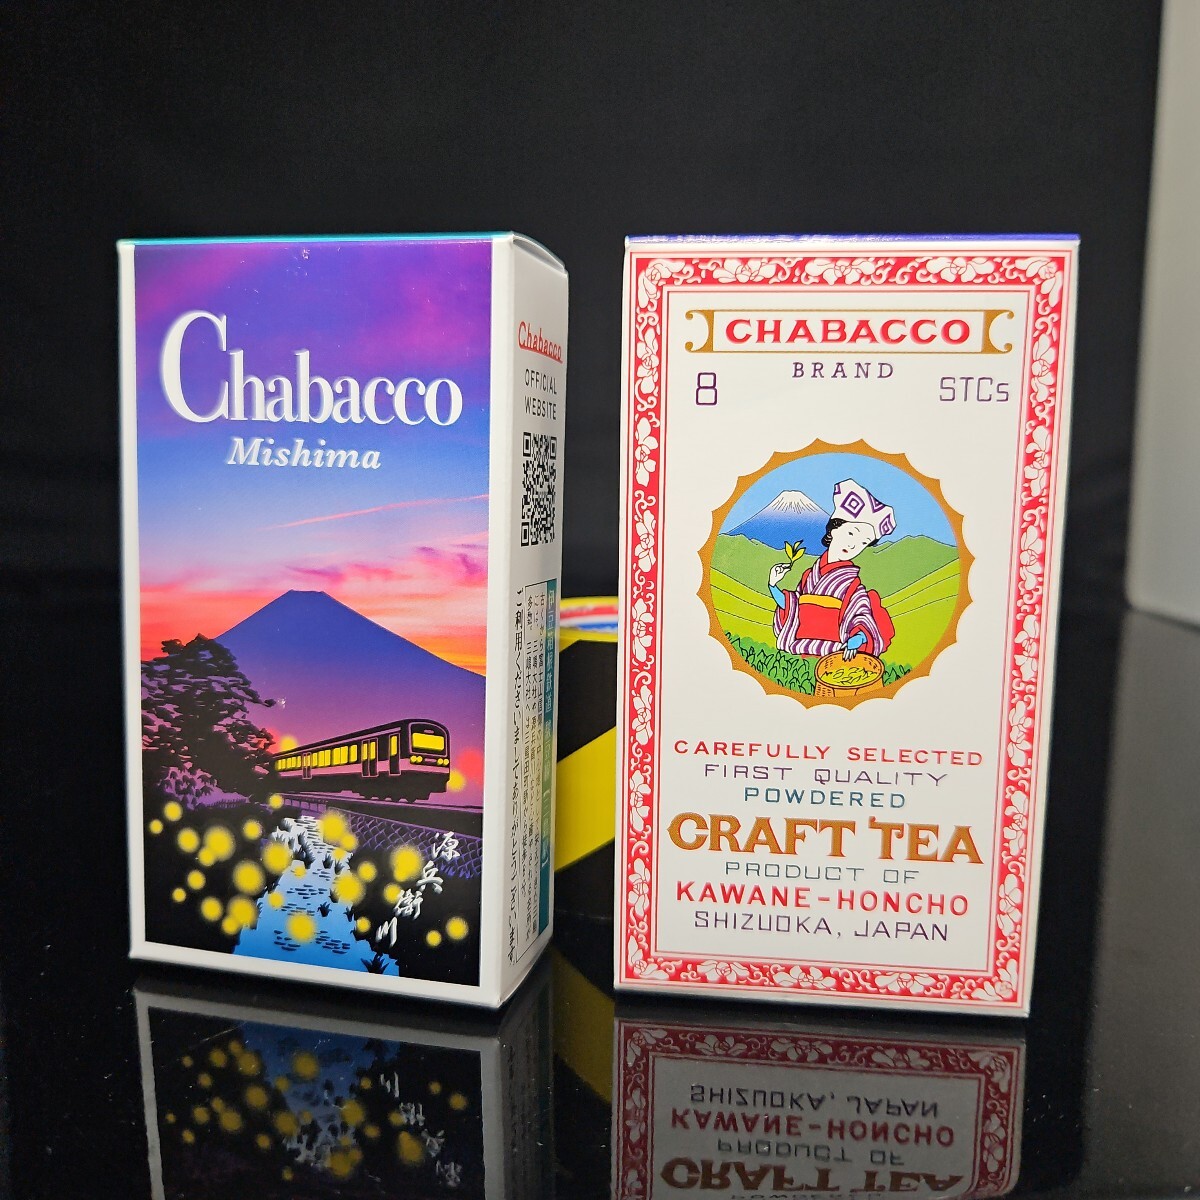 Chabacco
Mishima
源兵衛川
Chabacco
OFFICIAL
WEBSITE
CHABACCO
BRAND
8 STCs
CAREFULLY SELECTED
FIRST QUALITY
POWDERED
CRAFT TEA
PRODUCT OF
KAWANE-HONCHO
SHIZUOKA, JAPAN